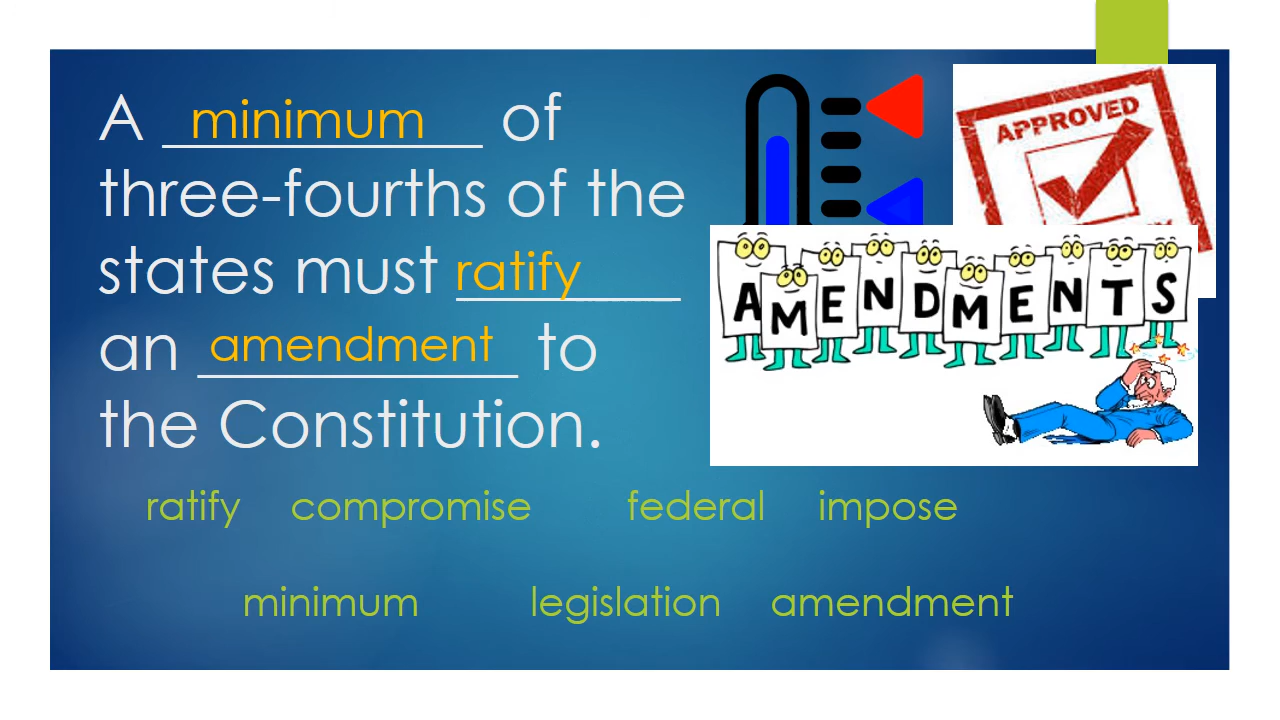 A minimum of
three-fourths of the
states must ratify
an amendment to
the Constitution.
APPROVED
AMENDMENTS
ratify compromise federal impose
minimum legislation amendment